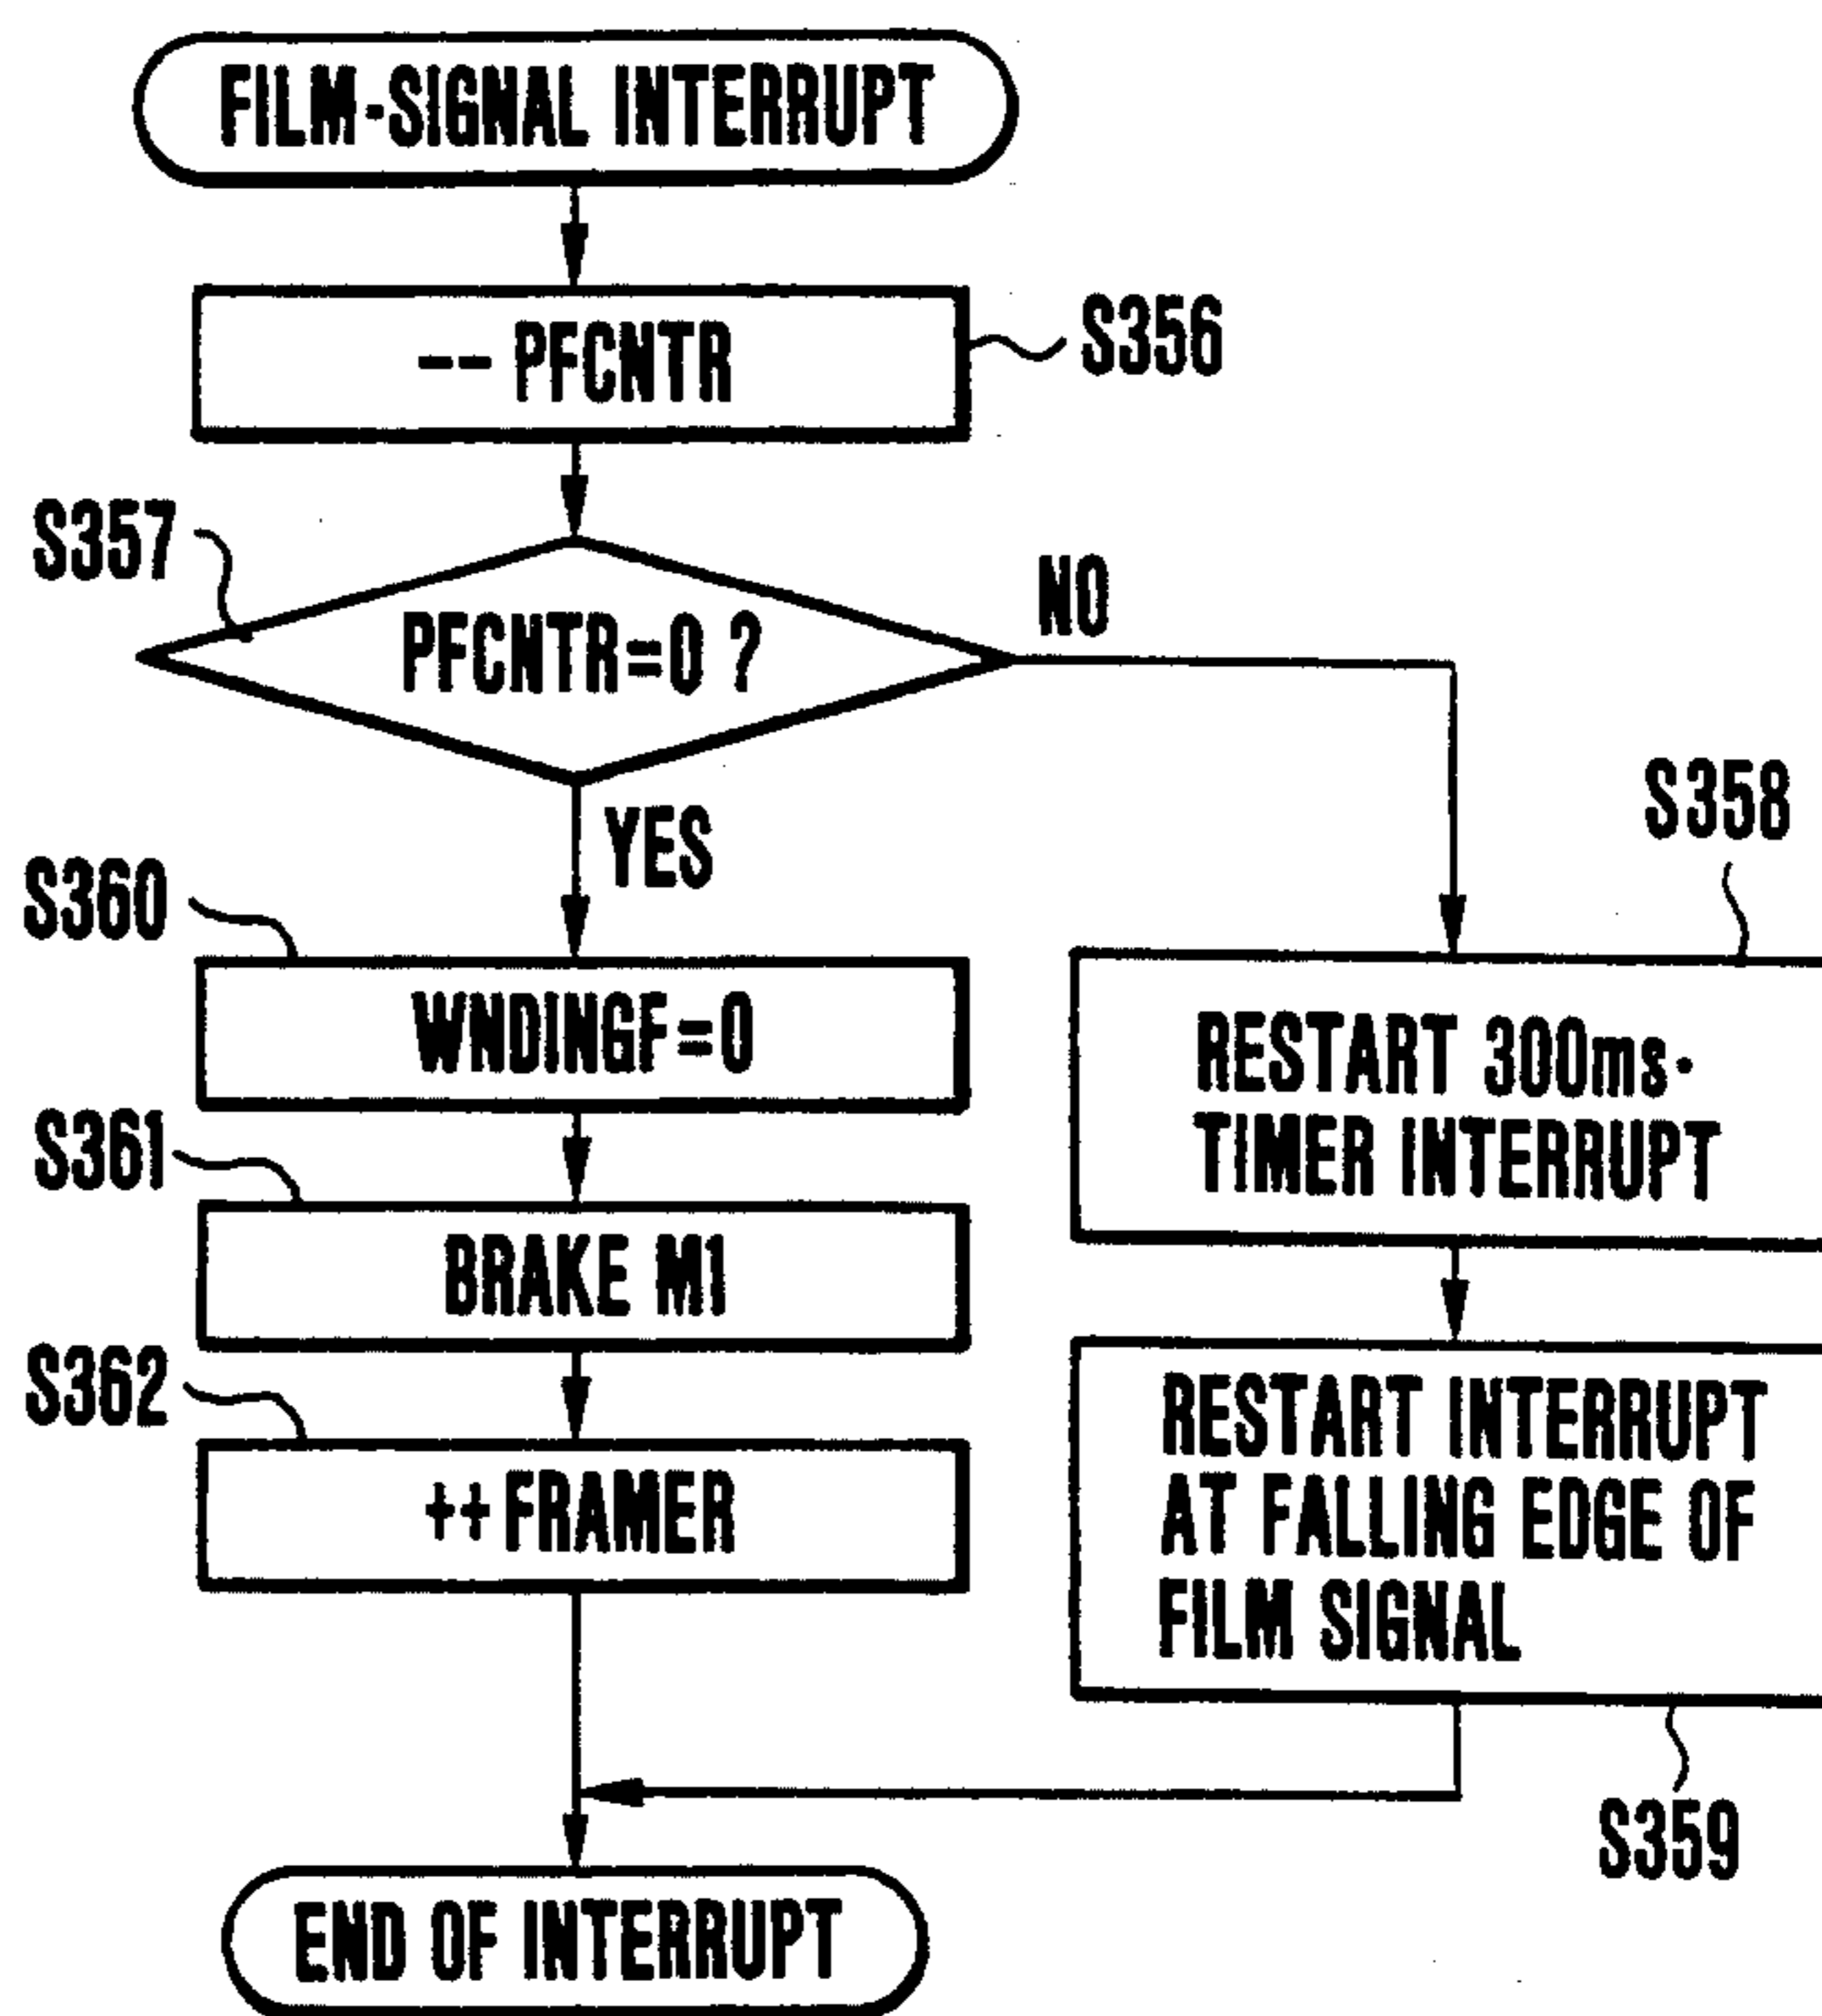 FILM·SIGNAL INTERRUPT
-- PFCNTR
S356
S357
PFCNTR=0 ?
NO
YES
S358
S360
WNDINGF=0
RESTART 300ms·
TIMER INTERRUPT
S361
BRAKE M1
S362
++FRAMER
RESTART INTERRUPT
AT FALLING EDGE OF
FILM SIGNAL
S359
END OF INTERRUPT